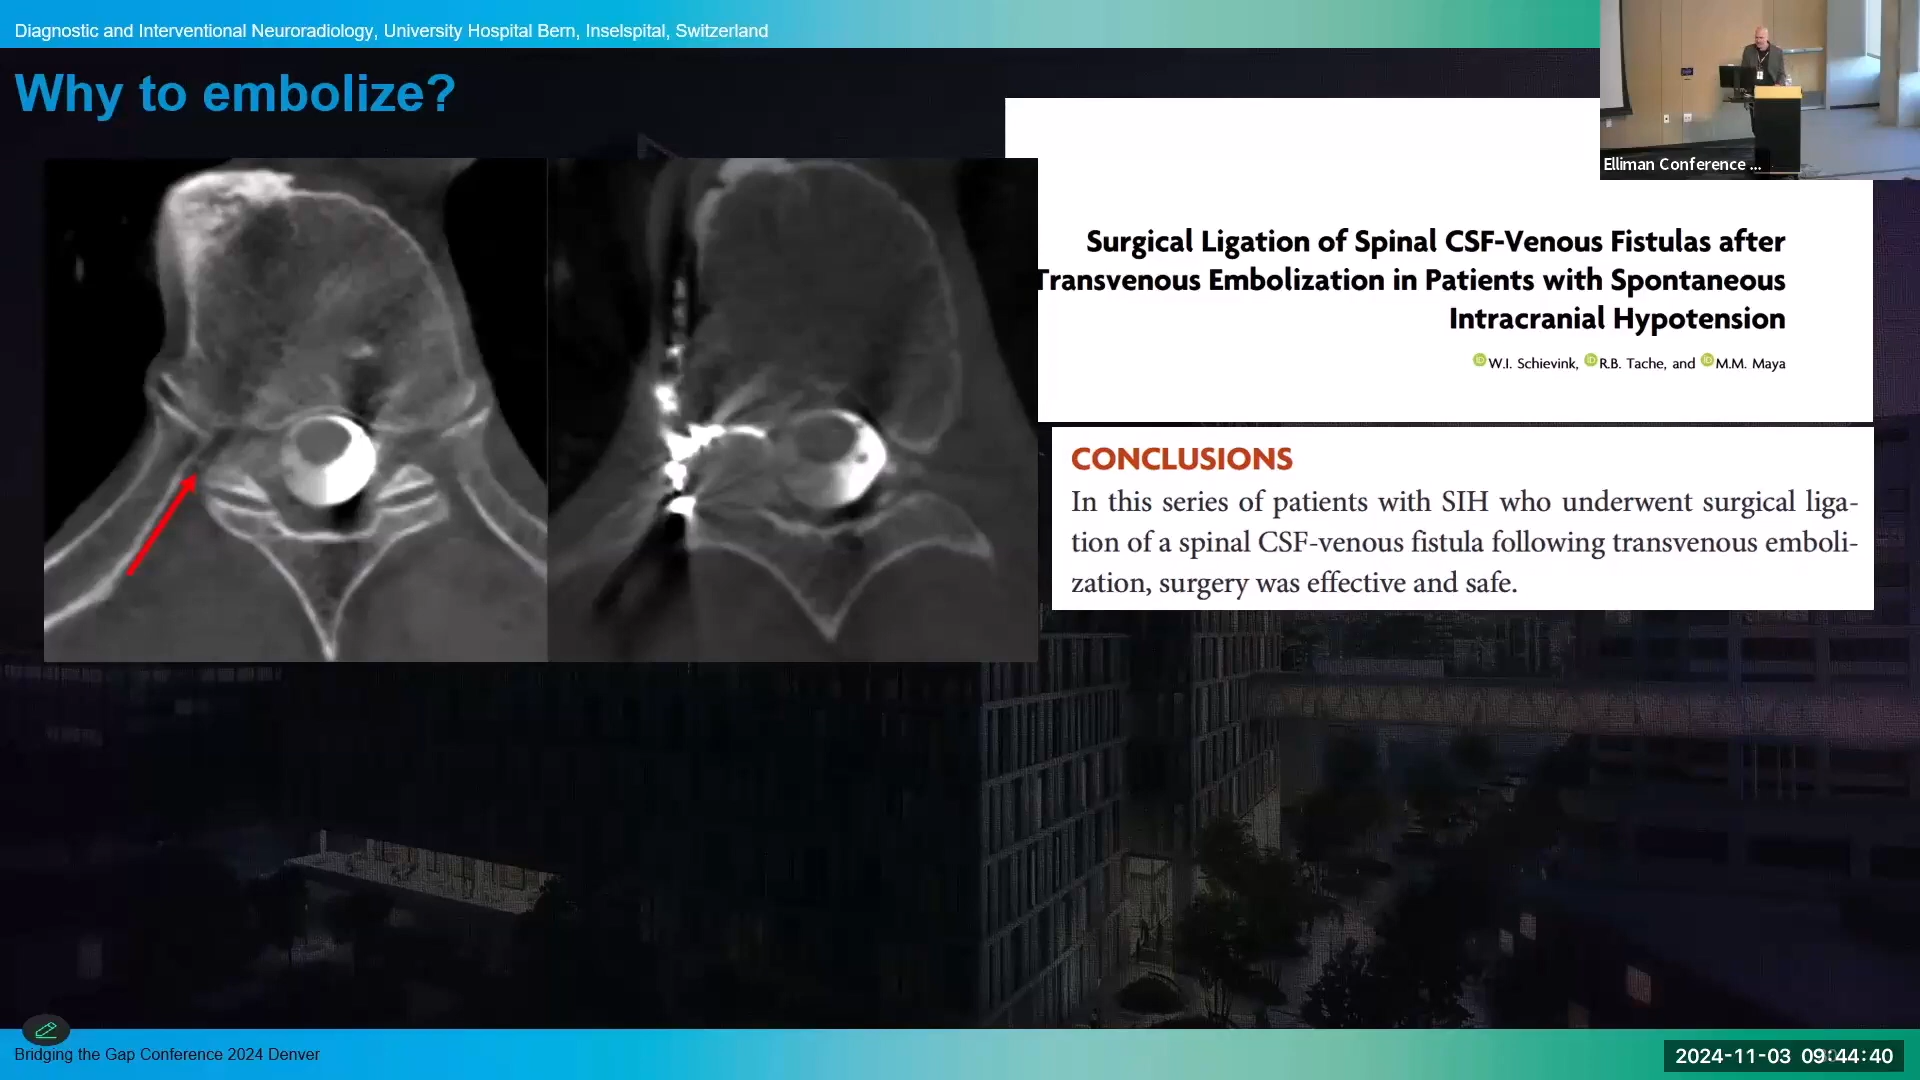 Diagnostic and Interventional Neuroradiology, University Hospital Bern, Inselspital, Switzerland
Why to embolize?
Elliman Conference ...
Surgical Ligation of Spinal CSF-Venous Fistulas after
Transvenous Embolization in Patients with Spontaneous
Intracranial Hypotension
W.I. Schievink, R.B. Tache, and M.M. Maya
CONCLUSIONS
In this series of patients with SIH who underwent surgical liga-
tion of a spinal CSF-venous fistula following transvenous emboli-
zation, surgery was effective and safe.
Bridging the Gap Conference 2024 Denver
2024-11-03 09:44:40